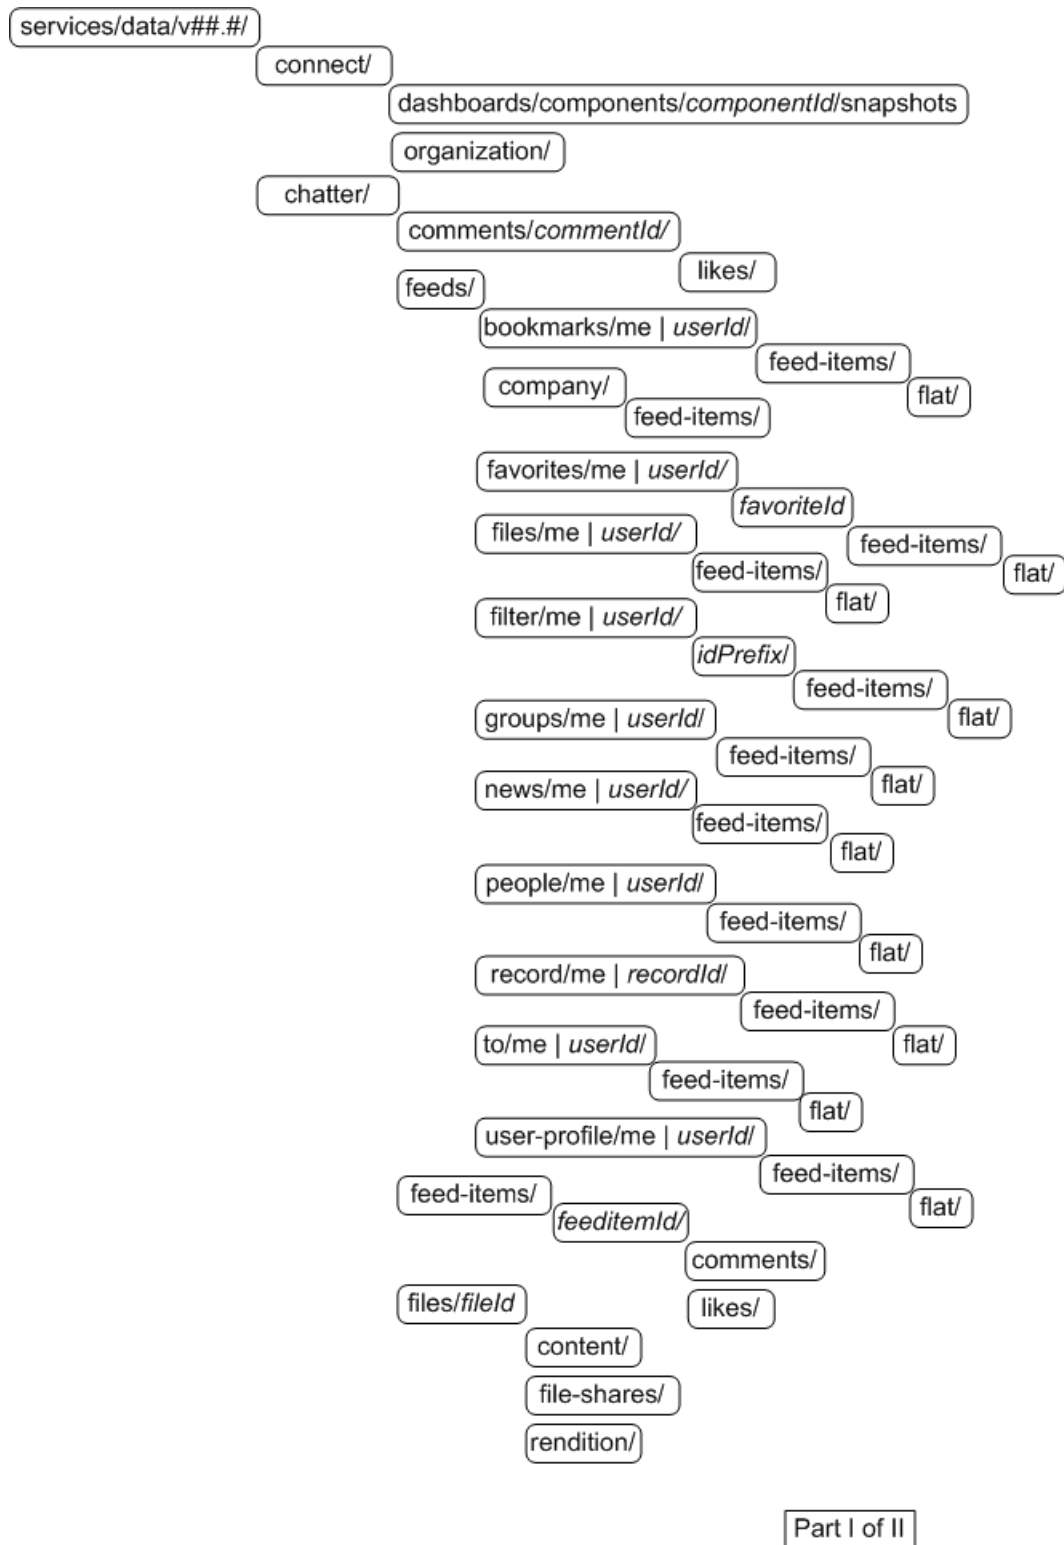 services/data/v##.#/
connect/
dashboards/components/componentId/snapshots
organization/
chatter/
comments/commentId/
likes/
feeds/
bookmarks/me | userId/
feed-items/
flat/
company/
feed-items/
favorites/me | userId/
favoriteId
feed-items/
flat/
files/me | userId/
feed-items/
flat/
filter/me | userId/
idPrefix/
feed-items/
flat/
groups/me | userId/
feed-items/
flat/
news/me | userId/
feed-items/
flat/
people/me | userId/
feed-items/
flat/
record/me | recordId/
feed-items/
flat/
to/me | userId/
feed-items/
flat/
user-profile/me | userId/
feed-items/
flat/
feed-items/
feeditemId/
comments/
likes/
files/fileId
content/
file-shares/
rendition/
Part I of II